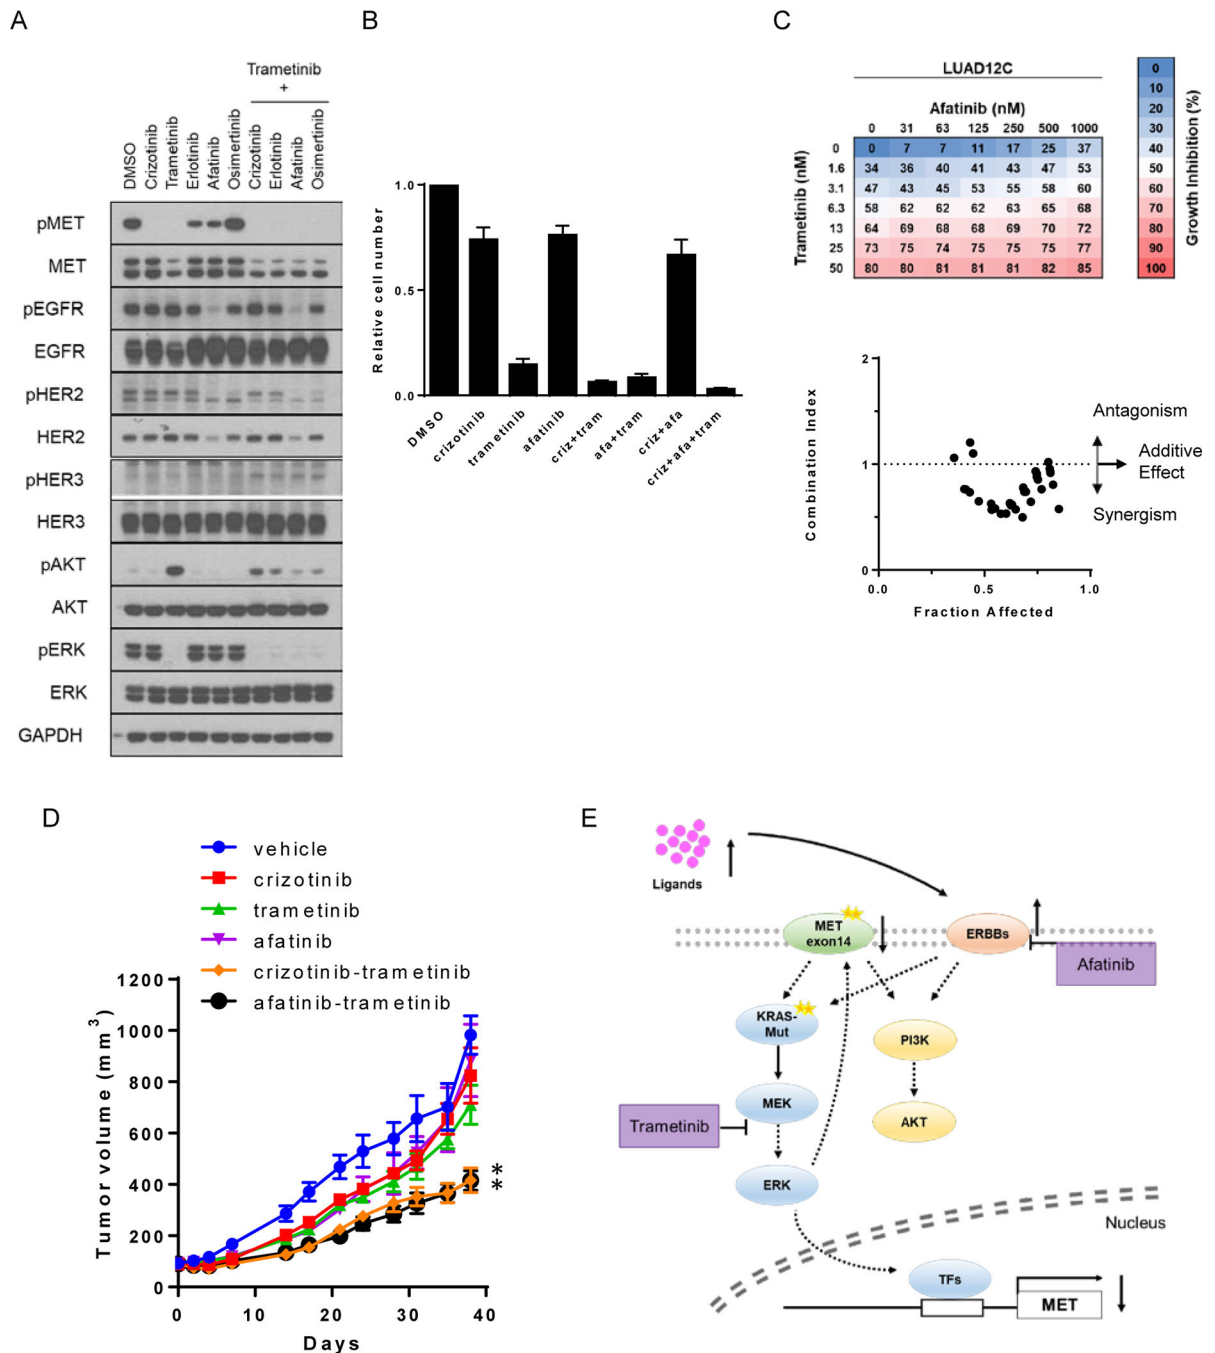 A
Trametinib
+
DMSO
Crizotinib
Trametinib
Erlotinib
Afatinib
Osimertinib
Crizotinib
Erlotinib
Afatinib
Osimertinib
pMET
MET
pEGFR
EGFR
pHER2
HER2
pHER3
HER3
pAKT
AKT
pERK
ERK
GAPDH
B
Relative cell number
1.0
0.5
0.0
DMSO
crizotinib
trametinib
afatinib
criz+tram
afa+tram
criz+afa
criz+afa+tram
C
LUAD12C
Afatinib (nM)
0 31 63 125 250 500 1000
Trametinib (nM)
0 0 7 7 11 17 25 37
1.6 34 36 40 41 43 47 53
3.1 47 43 45 53 55 58 60
6.3 58 62 62 62 63 65 68
13 64 69 68 68 69 70 72
25 73 75 74 75 75 75 77
50 80 80 81 81 81 82 85
0
10
20
30
40
50
60
70
80
90
100
Growth Inhibition (%)
Combination Index
2
1
0
0.0 0.5 1.0
Fraction Affected
Antagonism
Additive
Effect
Synergism
D
vehicle
crizotinib
trametinib
afatinib
crizotinib-trametinib
afatinib-trametinib
Tumor volume (mm3)
1200
1000
800
600
400
200
0
0 10 20 30 40
Days
*
*
E
Ligands
MET
exon14
ERBBs
Afatinib
KRAS-
Mut
PI3K
MEK
AKT
Trametinib
ERK
Nucleus
TFs
MET